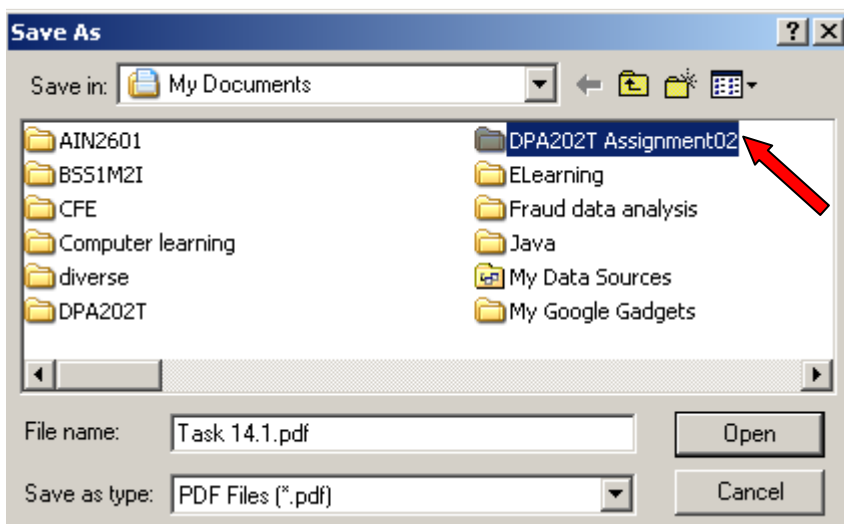 Save As
Save in: My Documents
AIN2601
BSS1M2I
CFE
Computer learning
diverse
DPA202T
DPA202T Assignment02
ELearning
Fraud data analysis
Java
My Data Sources
My Google Gadgets
File name: Task 14.1.pdf
Open
Save as type: PDF Files (*.pdf)
Cancel